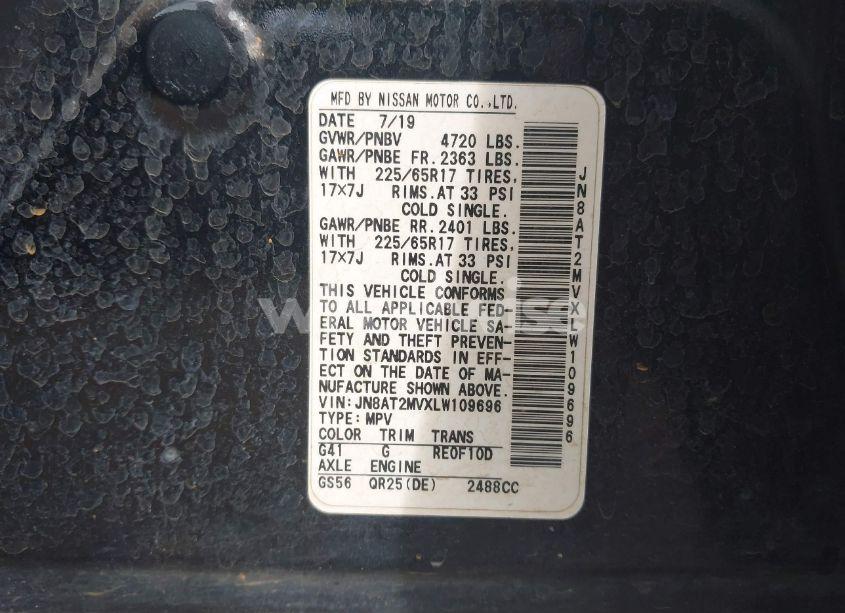 MFD BY NISSAN MOTOR CO.,LTD.
DATE 7/19
GVWR/PNBV 4720 LBS.
GAWR/PNBE FR. 2363 LBS.
WITH 225/65R17 TIRES.
17×7J RIMS. AT 33 PSI
COLD SINGLE.
GAWR/PNBE RR. 2401 LBS.
WITH 225/65R17 TIRES.
17×7J RIMS. AT 33 PSI
COLD SINGLE.
THIS VEHICLE CONFORMS
TO ALL APPLICABLE FED-
ERAL MOTOR VEHICLE SA-
FETY AND THEFT PREVEN-
TION STANDARDS IN EFF-
ECT ON THE DATE OF MA-
NUFACTURE SHOWN ABOVE.
VIN: JN8AT2MVXLW109696
TYPE: MPV
COLOR TRIM TRANS
G41 G RE0F10D
AXLE ENGINE
GS56 QR25(DE) 2488CC
JN8AT2MVXLW109696